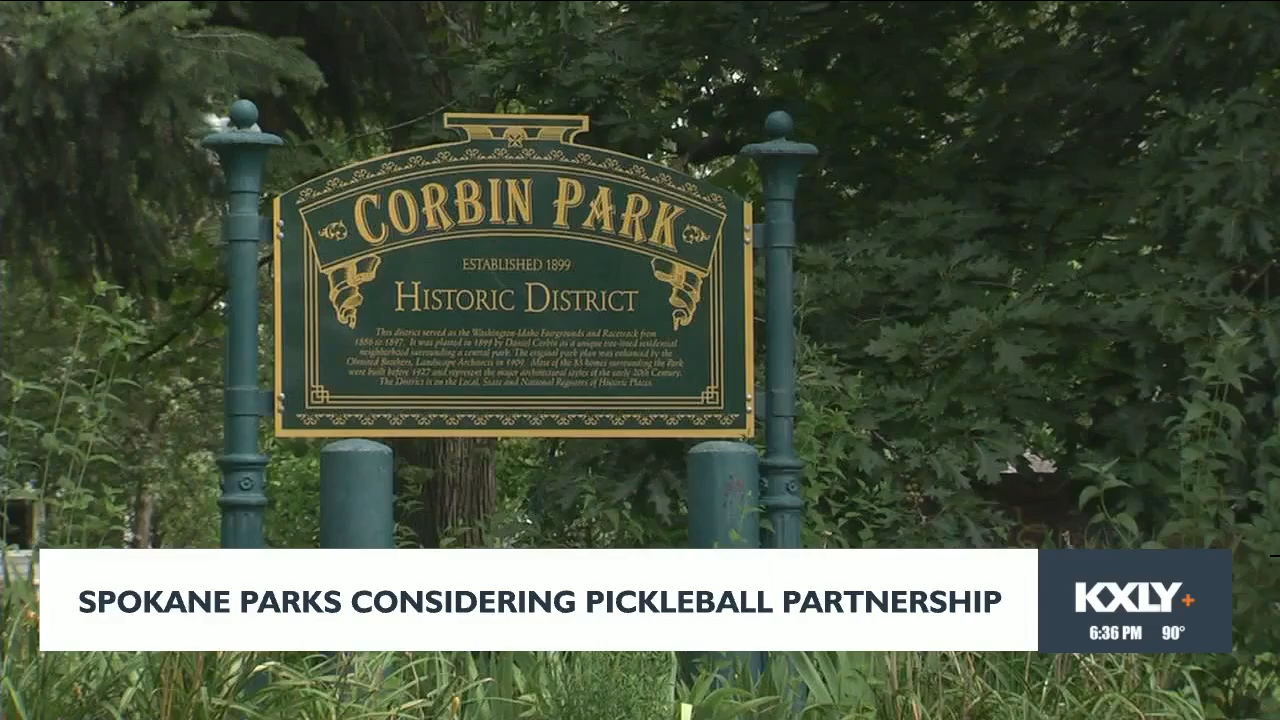 CORBIN PARK
ESTABLISHED 1899
HISTORIC DISTRICT
This district served as the Washington-Idaho Fairgrounds and Racetrack from
1886 to 1897. It was platted in 1899 by Daniel Corbin as a unique tree-lined residential
neighborhood surrounding a central park. The original park plan was enhanced by the
Olmsted Brothers, Landscape Architects in 1909. Most of the 85 homes surrounding the Park
were built before 1927 and represent the major architectural styles of the early 20th Century.
The District is on the Local, State and National Registers of Historic Places
SPOKANE PARKS CONSIDERING PICKLEBALL PARTNERSHIP
KXLY+
6:36 PM 90°